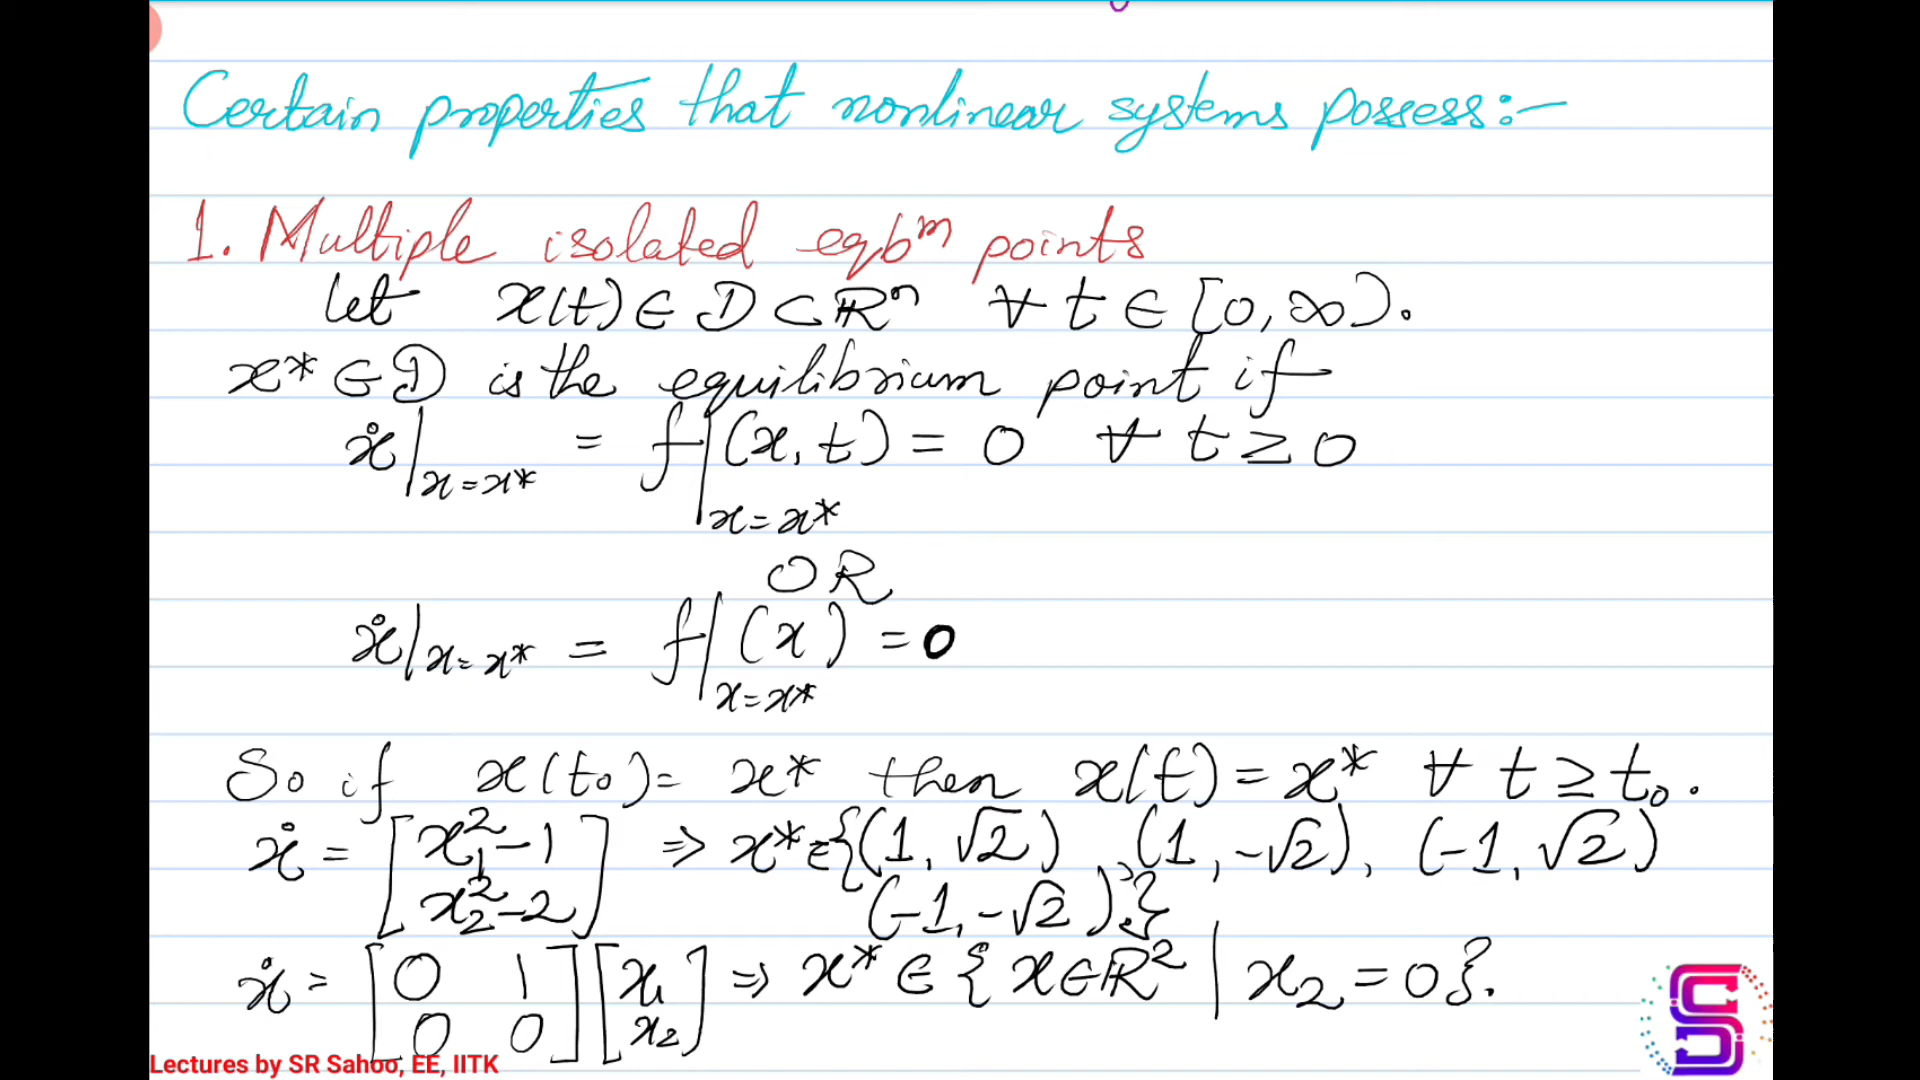 Certain properties that nonlinear systems possess:-
1. Multiple isolated eqbᵐ points
let x(t) ∈ D ⊂ ℝⁿ ∀ t ∈ [0, ∞).
x* ∈ D is the equilibrium point if
ẋ|x=x* = f|(x, t) = 0 ∀ t ≥ 0
x=x*
OR
ẋ|x=x* = f|(x) = 0
x=x*
So if x(t₀) = x* then x(t) = x* ∀ t ≥ t₀.
ẋ = [x₁²-1 ⇒ x* ∈ {(1, √2), (1, -√2), (-1, √2)
x₂²-2] (-1, -√2).}
ẋ = [0 1] [x₁ ⇒ x* ∈ {x ∈ ℝ² | x₂ = 0}.
[0 0] x₂]
Lectures by SR Sahoo, EE, IITK